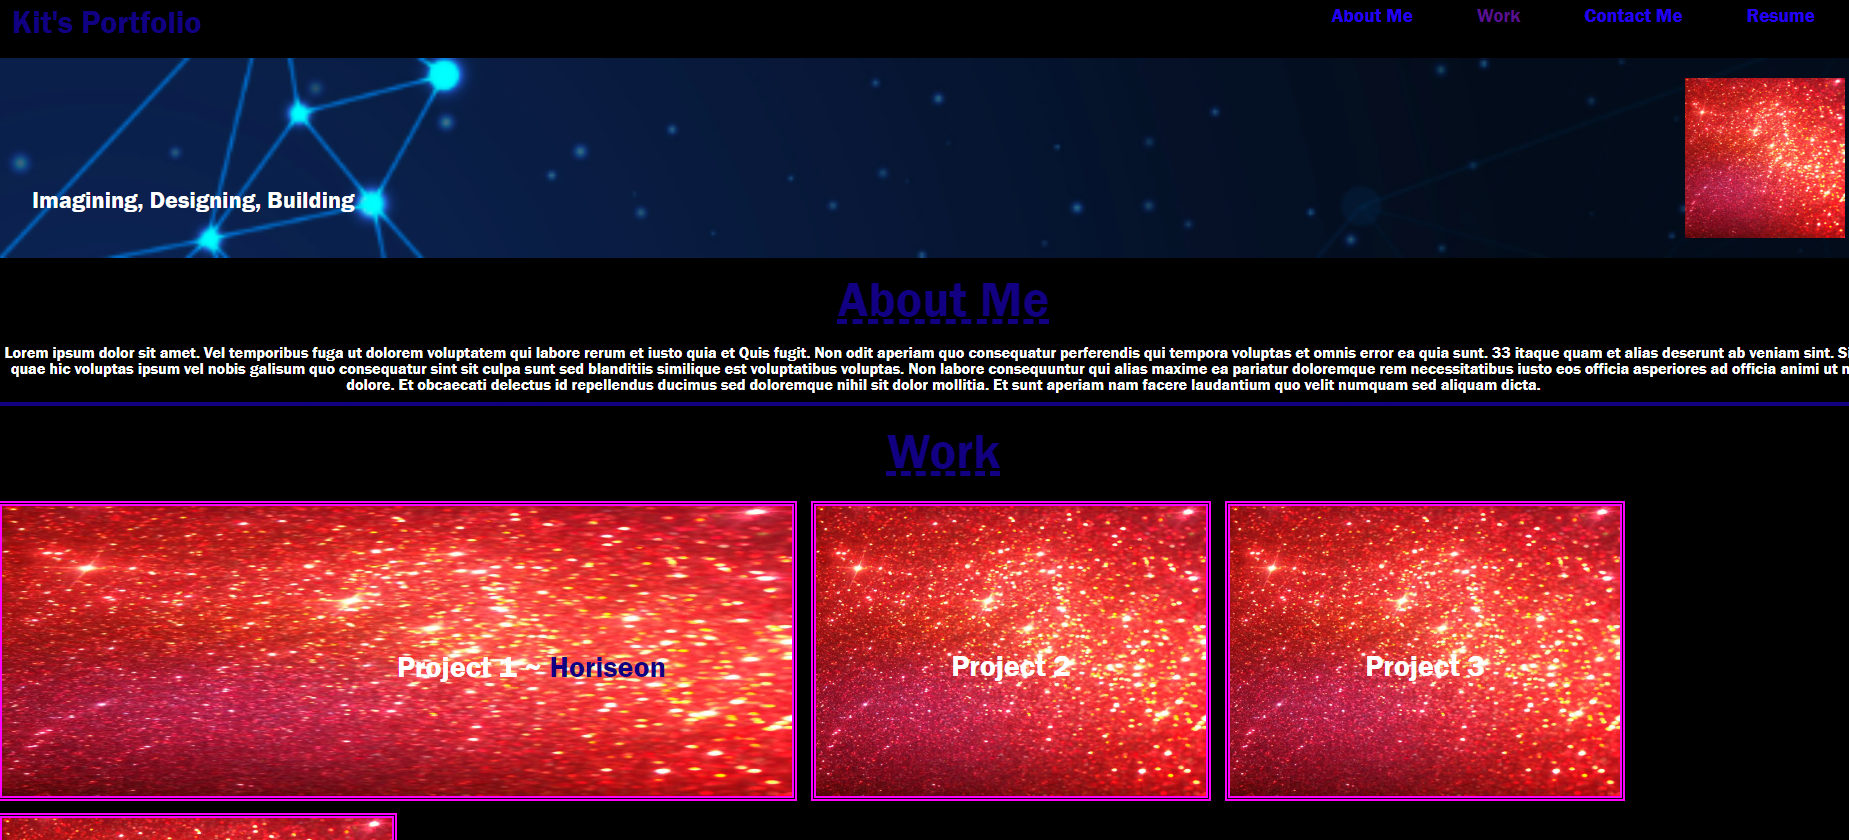 Kit's Portfolio
About Me
Work
Contact Me
Resume
Imagining, Designing, Building
About Me
Lorem ipsum dolor sit amet. Vel temporibus fuga ut dolorem voluptatem qui labore rerum et iusto quia et Quis fugit. Non odit aperiam quo consequatur perferendis qui tempora voluptas et omnis error ea quia sunt. 33 itaque quam et alias deserunt ab veniam sint.
quae hic voluptas ipsum vel nobis galisum quo consequatur sint sit culpa sunt sed blanditiis similique est voluptatibus voluptas. Non labore consequuntur qui alias maxime ea pariatur doloremque rem necessitatibus iusto eos officia asperiores ad officia animi ut
dolore. Et obcaecati delectus id repellendus ducimus sed doloremque nihil sit dolor mollitia. Et sunt aperiam nam facere laudantium quo velit numquam sed aliquam dicta.
Work
Project 1 ~ Horiseon
Project 2
Project 3